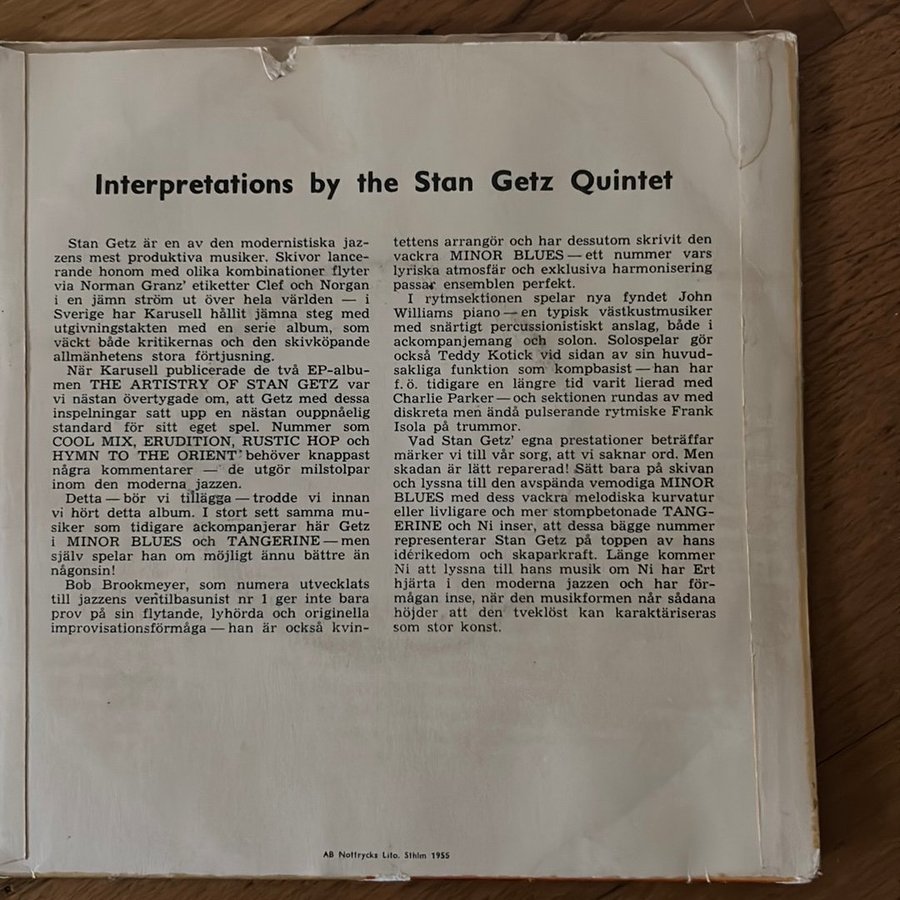 Interpretations by the Stan Getz Quintet
Stan Getz är en av den modernistiska jaz-
zens mest produktiva musiker. Skivor lance-
rande honom med olika kombinationer flyter
via Norman Granz' etiketter Clef och Norgan
i en jämn ström ut över hela världen — i
Sverige har Karusell hållit jämna steg med
utgivningstakten med en serie album, som
väckt både kritikernas och den skivköpande
allmänhetens stora förtjusning.
När Karusell publicerade de två EP-albu-
men THE ARTISTRY OF STAN GETZ var
vi nästan övertygade om, att Getz med dessa
inspelningar satt upp en nästan ouppnåelig
standard för sitt eget spel. Nummer som
COOL MIX, ERUDITION, RUSTIC HOP och
HYMN TO THE ORIENT behöver knappast
några kommentarer — de utgör milstolpar
inom den moderna jazzen.
Detta — bör vi tillägga — trodde vi innan
vi hört detta album. I stort sett samma mu-
siker som tidigare ackompanjerar här Getz
i MINOR BLUES och TANGERINE — men
själv spelar han om möjligt ännu bättre än
någonsin!
Bob Brookmeyer, som numera utvecklats
till jazzens ventilbasunist nr 1 ger inte bara
prov på sin flytande, lyhörda och originella
improvisationsförmåga — han är också kvin-
tettens arrangör och har dessutom skrivit den
vackra MINOR BLUES — ett nummer vars
lyriska atmosfär och exklusiva harmonisering
passar ensemblen perfekt.
I rytmsektionen spelar nya fyndet John
Williams piano — en typisk västkustmusiker
med snärtigt percussionistiskt anslag, både i
ackompanjemang och solon. Solospelar gör
också Teddy Kotick vid sidan av sin huvud-
sakliga funktion som kompbasist — han har
f. ö. tidigare en längre tid varit lierad med
Charlie Parker — och sektionen rundas av med
diskreta men ändå pulserande rytmiske Frank
Isola på trummor.
Vad Stan Getz' egna prestationer beträffar
märker vi till vår sorg, att vi saknar ord. Men
skadan är lätt reparerad! Sätt bara på skivan
och lyssna till den avspända vemodiga MINOR
BLUES med dess vackra melodiska kurvatur
eller livligare och mer stompbetonade TANG-
ERINE och Ni inser, att dessa bägge nummer
representerar Stan Getz på toppen av hans
idérikedom och skaparkraft. Länge kommer
Ni att lyssna till hans musik om Ni har Ert
hjärta i den moderna jazzen och har för-
mågan inse, när den musikformen når sådana
höjder att den tveklöst kan karaktäriseras
som stor konst.
AB Nottrycks Lito. Sthlm 1955